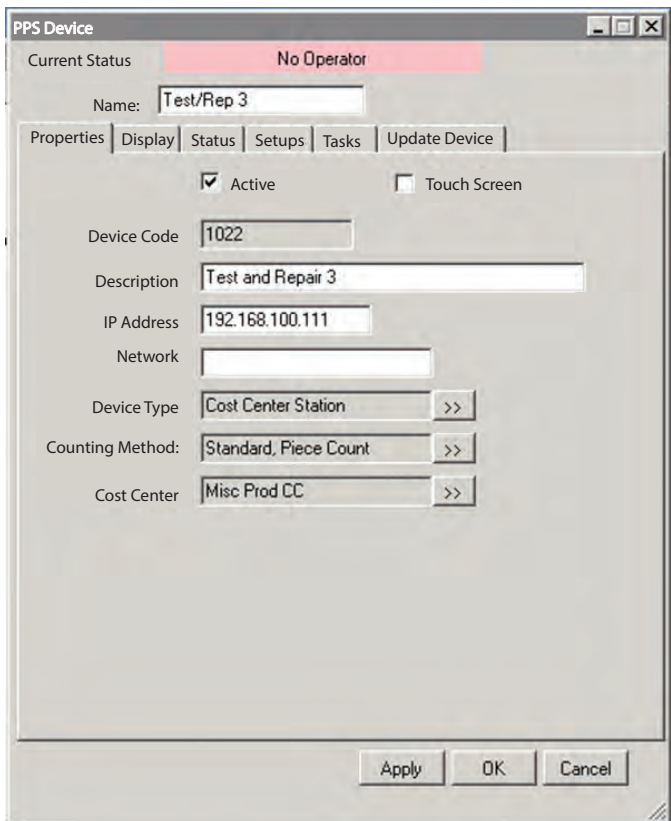 PPS Device
Current Status No Operator
Name: Test/Rep 3
Properties Display Status Setups Tasks Update Device
Active Touch Screen
Device Code 1022
Description Test and Repair 3
IP Address 192.168.100.111
Network
Device Type Cost Center Station >>
Counting Method: Standard, Piece Count >>
Cost Center Misc Prod CC >>
Apply OK Cancel